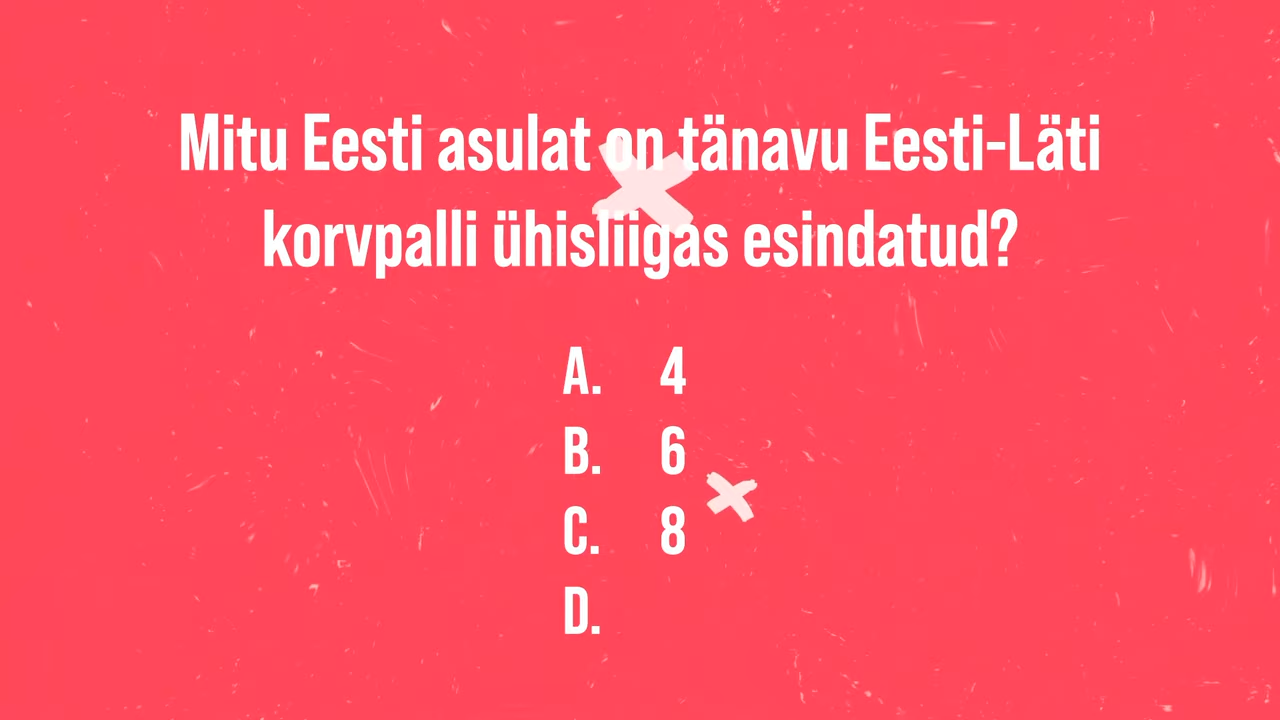 Mitu Eesti asulat on tänavu Eesti-Läti
korvpalli ühisliigas esindatud?
A. 4
B. 6
C. 8
D.